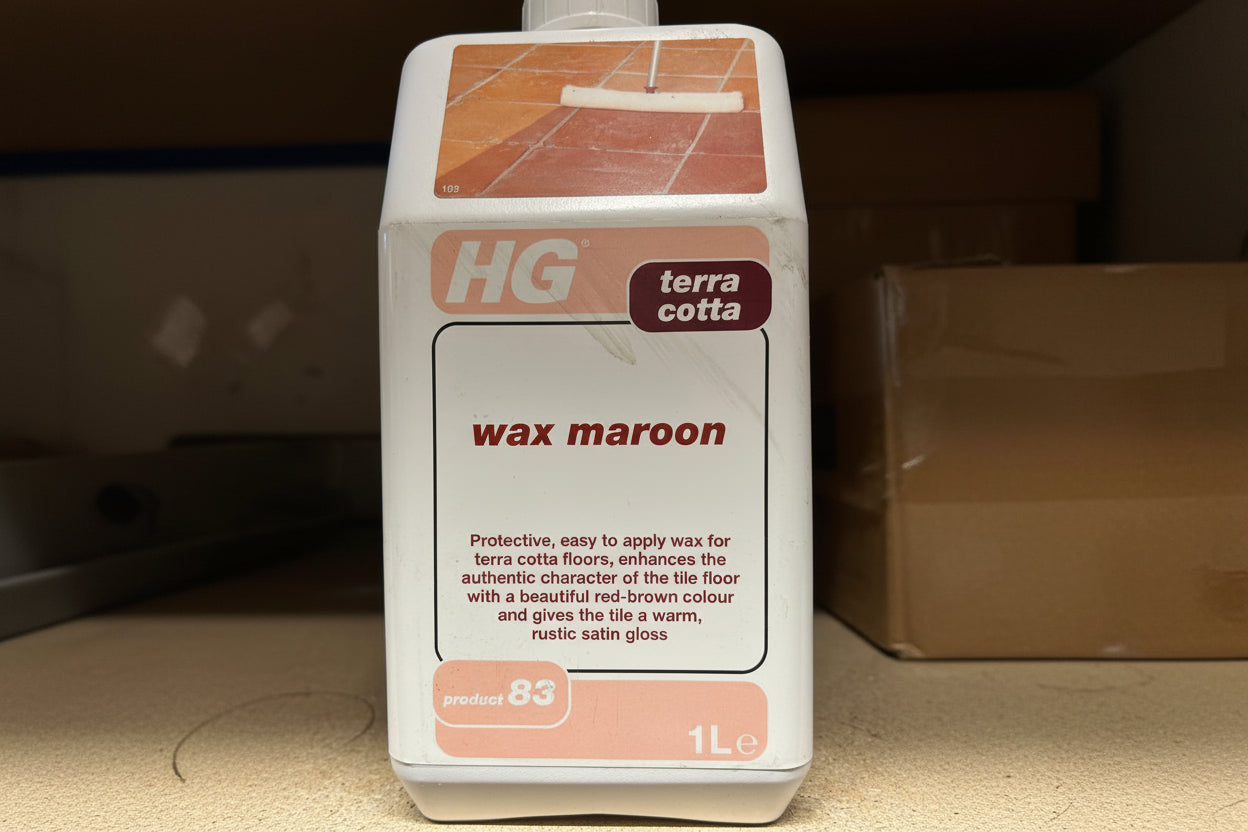 109
HG®
terra
cotta
wax maroon
Protective, easy to apply wax for
terra cotta floors, enhances the
authentic character of the tile floor
with a beautiful red-brown colour
and gives the tile a warm,
rustic satin gloss
product 83
1L℮